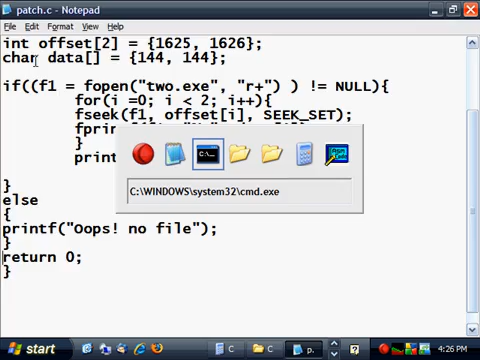 patch.c - Notepad
File Edit Format View Help
int offset[2] = {1625, 1626};
char data[] = {144, 144};
if((f1 = fopen("two.exe", "r+") ) != NULL){
for(i =0; i < 2; i++){
fseek(f1, offset[i], SEEK_SET);
fpri
}
print
C:\...
C:\WINDOWS\system32\cmd.exe
}
else
{
printf("Oops! no file");
}
return 0;
}
start
C
C
p.
4:26 PM